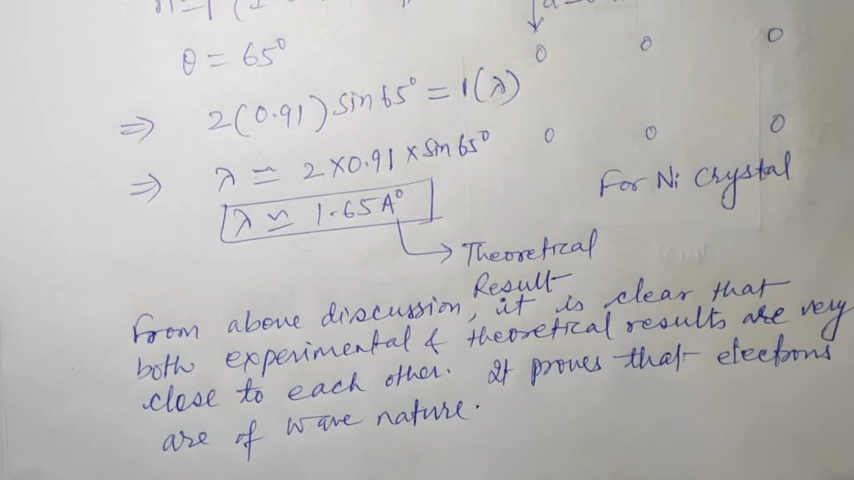 θ = 65°
⇒ 2(0.91) sin 65° = 1(λ)
⇒ λ ≃ 2 × 0.91 × sin 65°
λ ≃ 1.65 A°
For Ni Crystal
Theoretical
Result
From above discussion, it is clear that
both experimental & theoretical results are very
close to each other. It proves that electrons
are of wave nature.